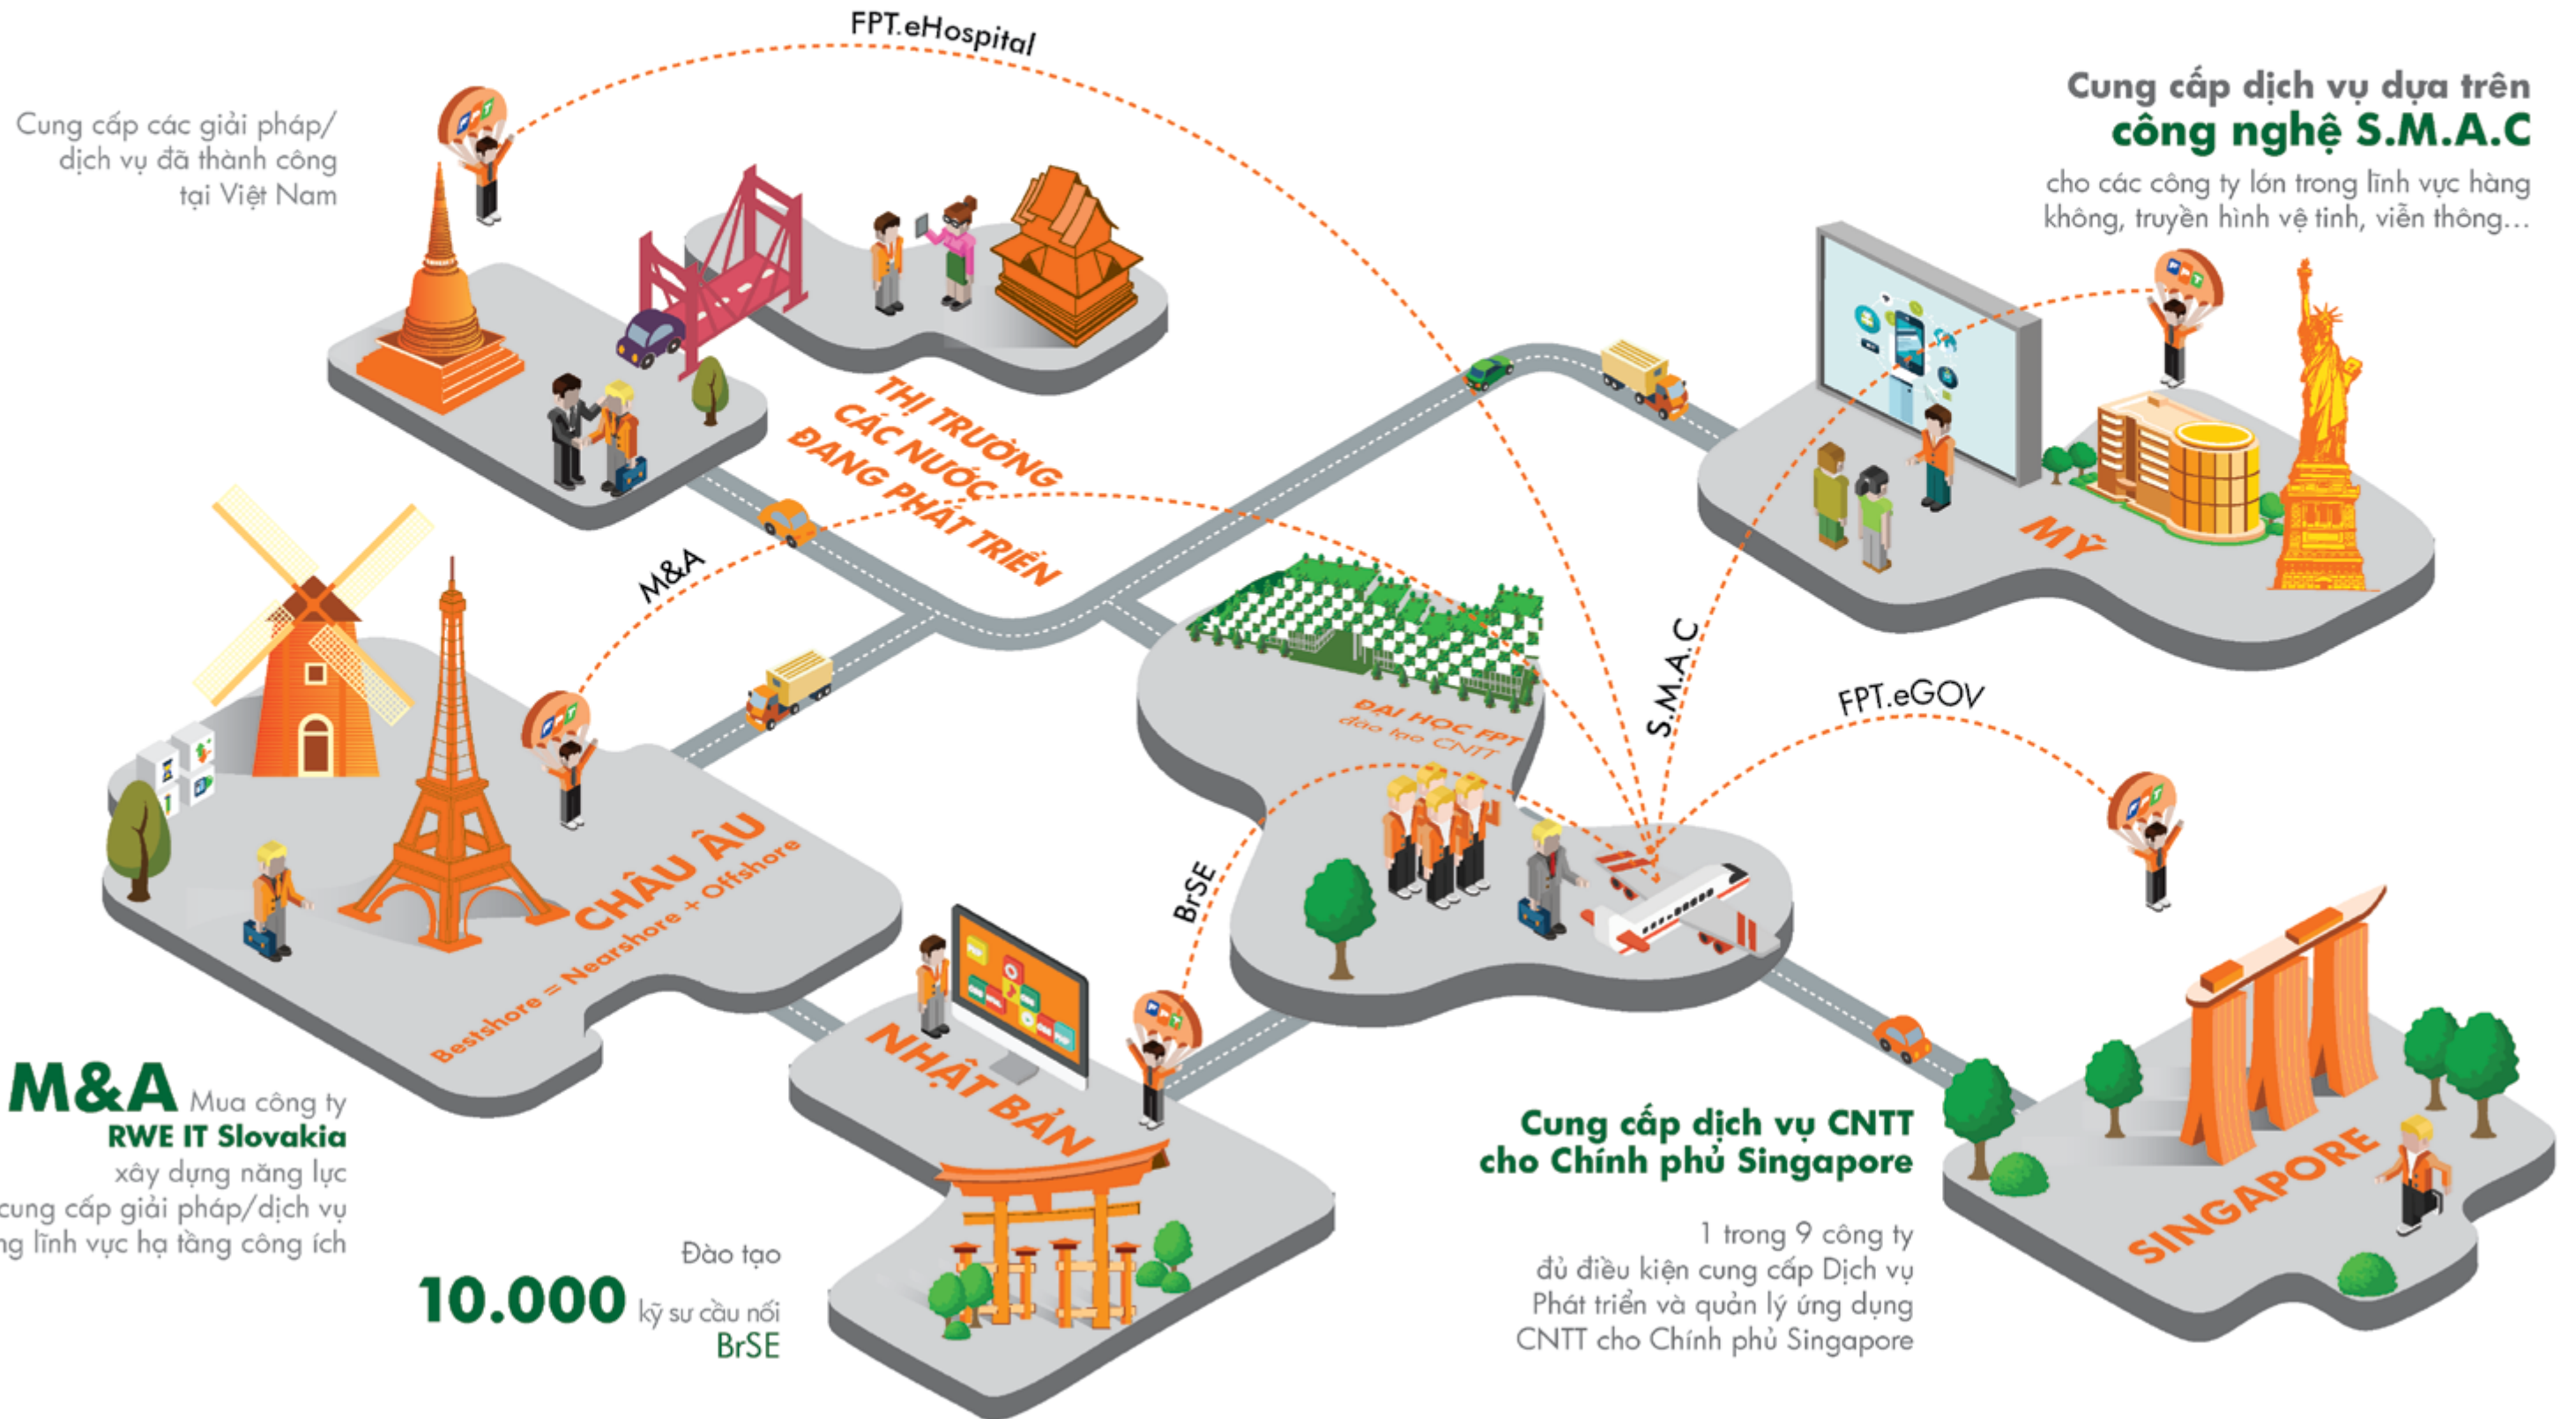 FPT.eHospital
Cung cấp các giải pháp/
dịch vụ đã thành công
tại Việt Nam
FPT
Cung cấp dịch vụ dựa trên
công nghệ S.M.A.C
cho các công ty lớn trong lĩnh vực hàng
không, truyền hình vệ tinh, viễn thông...
FPT
THỊ TRƯỜNG
CÁC NƯỚC
ĐANG PHÁT TRIỂN
MỸ
M&A
S.M.A.C
FPT.eGOV
ĐẠI HỌC FPT
đào tạo CNTT
FPT
FPT
CHÂU ÂU
Bestshore = Nearshore + Offshore
BrSE
FPT
NHẬT BẢN
M&A Mua công ty
RWE IT Slovakia
xây dựng năng lực
cung cấp giải pháp/dịch vụ
lĩnh vực hạ tầng công ích
Đào tạo
10.000 kỹ sư cầu nối
BrSE
Cung cấp dịch vụ CNTT
cho Chính phủ Singapore
1 trong 9 công ty
đủ điều kiện cung cấp Dịch vụ
Phát triển và quản lý ứng dụng
CNTT cho Chính phủ Singapore
SINGAPORE